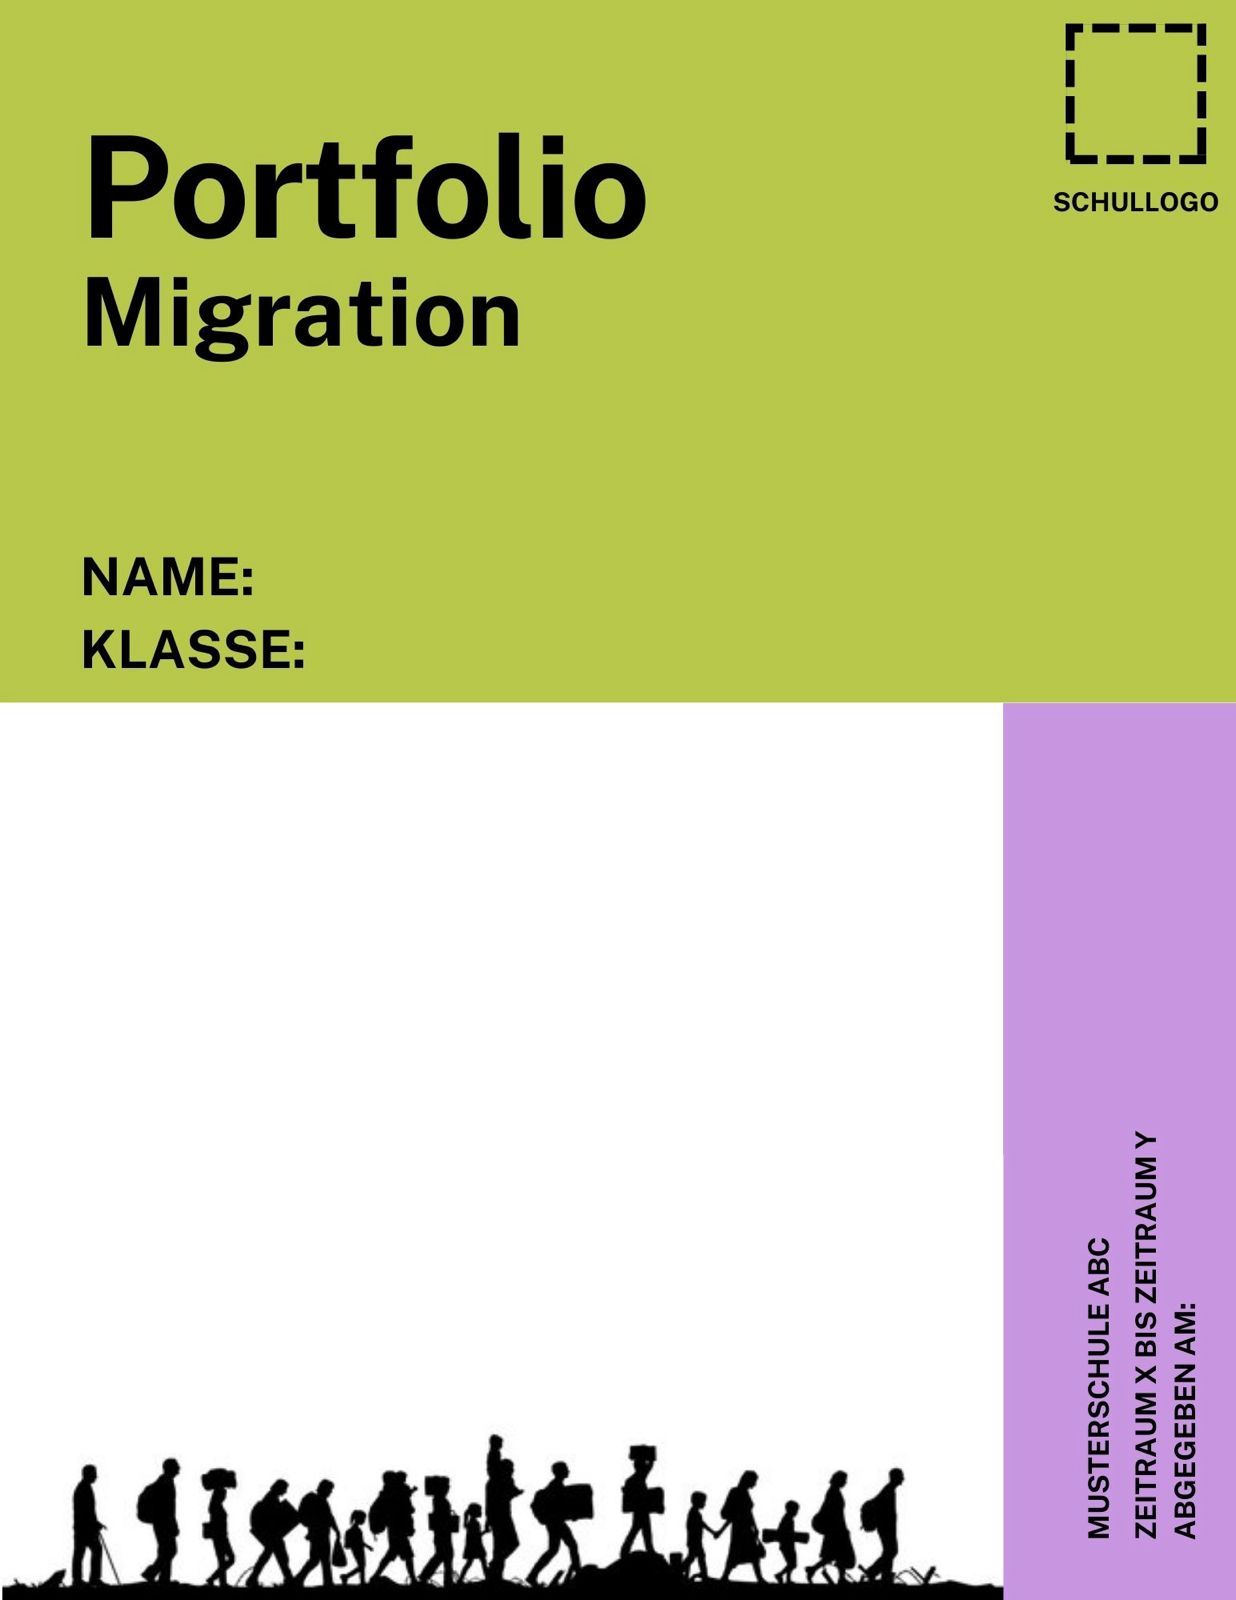 SCHULLOGO
Portfolio
Migration
NAME:
KLASSE:
MUSTERSCHULE ABC
ZEITRAUM X BIS ZEITRAUM Y
ABGEGEBEN AM: